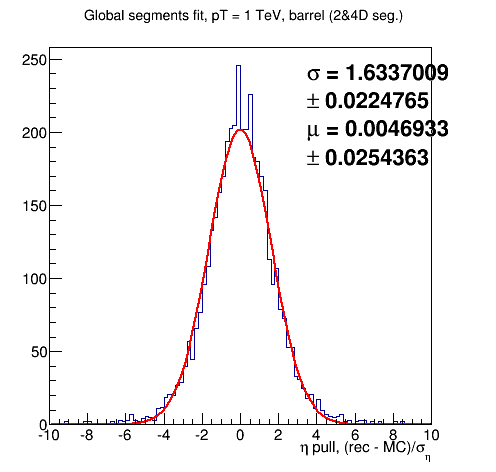 Global segments fit, pT = 1 TeV, barrel (2&4D seg.)
250
200
150
100
50
0
σ = 1.6337009
± 0.0224765
μ = 0.0046933
± 0.0254363
-10 -8 -6 -4 -2 0 2 4 6 8 10
η pull, (rec - MC)/σ_η